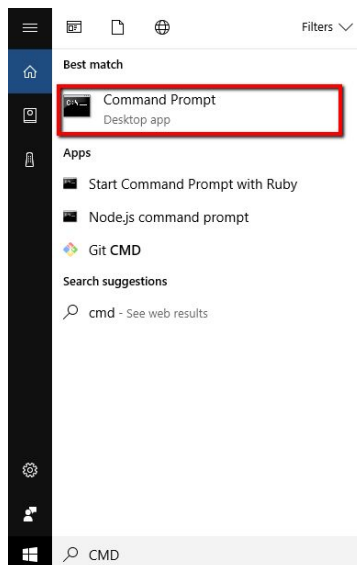 Filters
Best match
Command Prompt
Desktop app
Apps
Start Command Prompt with Ruby
Node.js command prompt
Git CMD
Search suggestions
cmd - See web results
CMD